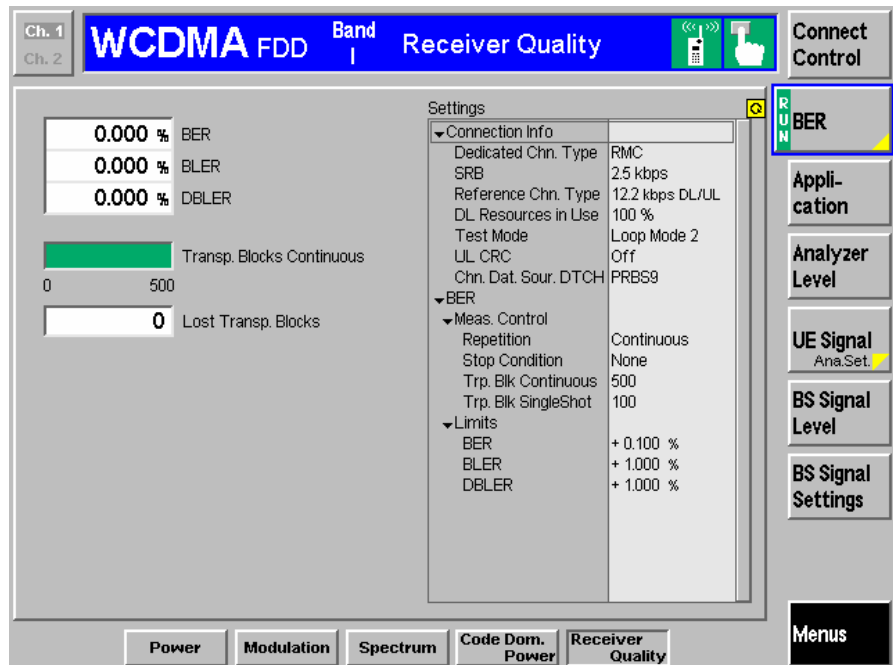 Ch. 1
Ch. 2
WCDMA FDD Band I Receiver Quality
Connect Control
0.000 % BER
0.000 % BLER
0.000 % DBLER
Transp. Blocks Continuous
0 500
0 Lost Transp. Blocks
Settings
Connection Info
Dedicated Chn. Type RMC
SRB 2.5 kbps
Reference Chn. Type 12.2 kbps DL/UL
DL Resources in Use 100 %
Test Mode Loop Mode 2
UL CRC Off
Chn. Dat. Sour. DTCH PRBS9
BER
Meas. Control
Repetition Continuous
Stop Condition None
Trp. Blk Continuous 500
Trp. Blk SingleShot 100
Limits
BER + 0.100 %
BLER + 1.000 %
DBLER + 1.000 %
RUN
BER
Appli-
cation
Analyzer
Level
UE Signal
Ana.Set.
BS Signal
Level
BS Signal
Settings
Menus
Power
Modulation
Spectrum
Code Dom.
Power
Receiver
Quality